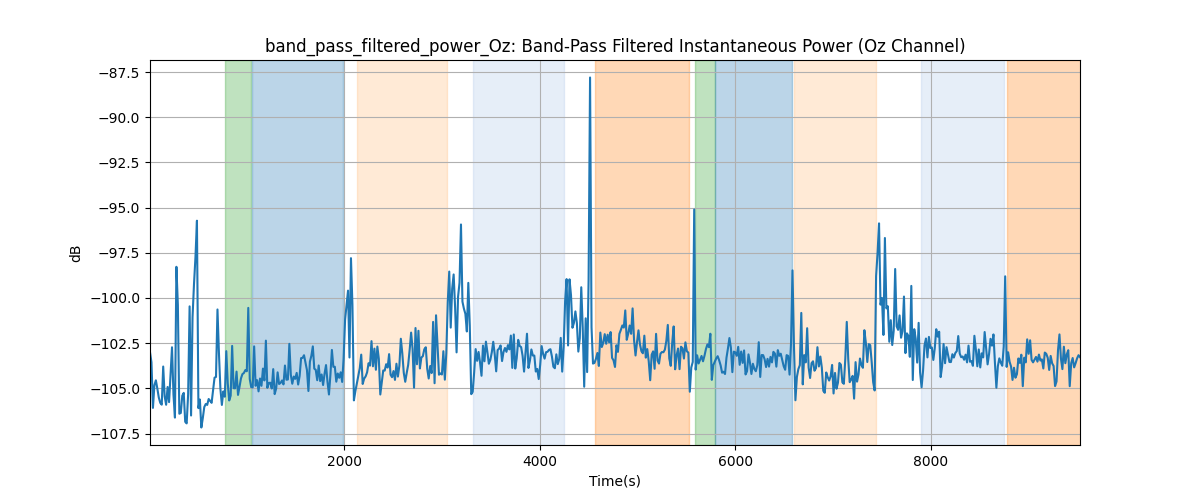 band_pass_filtered_power_Oz: Band-Pass Filtered Instantaneous Power (Oz Channel)
−87.5
−90.0
−92.5
−95.0
−97.5
−100.0
−102.5
−105.0
−107.5
dB
2000 4000 6000 8000
Time(s)